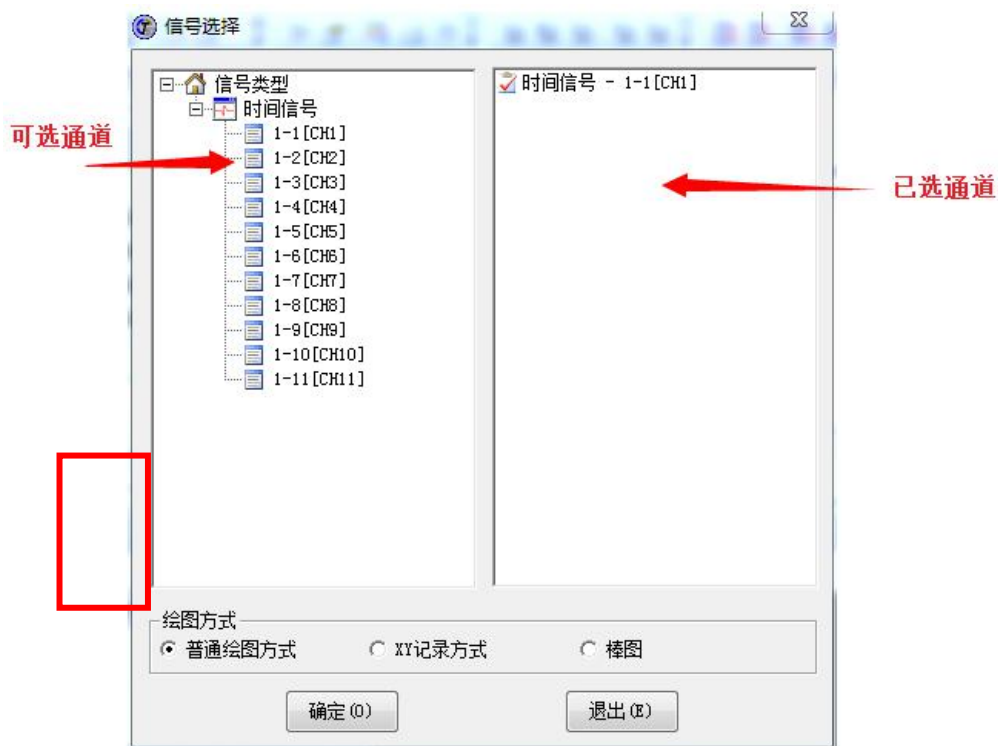 信号选择
信号类型
时间信号
1-1[CH1]
1-2[CH2]
1-3[CH3]
1-4[CH4]
1-5[CH5]
1-6[CH6]
1-7[CH7]
1-8[CH8]
1-9[CH9]
1-10[CH10]
1-11[CH11]
可选通道
时间信号 - 1-1[CH1]
已选通道
绘图方式
普通绘图方式 XY记录方式 棒图
确定(O) 退出(E)